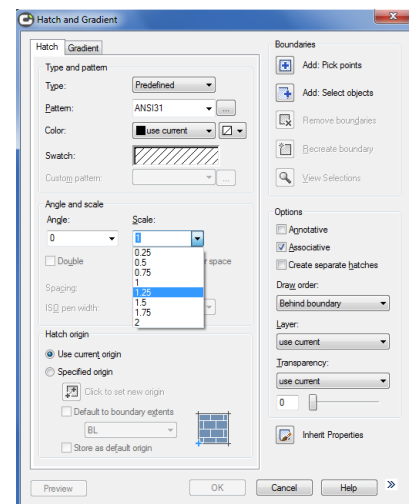 Hatch and Gradient
Hatch
Gradient
Type and pattern
Type:
Predefined
Pattern:
ANSI31
...
Color:
use current
Swatch:
Custom pattern:
...
Angle and scale
Angle:
Scale:
0
1
0.25
0.5
0.75
1
1.25
1.5
1.75
2
Double
space
Spacing:
ISO pen width:
Hatch origin
Use current origin
Specified origin
Click to set new origin
Default to boundary extents
BL
Store as default origin
Boundaries
Add: Pick points
Add: Select objects
Remove boundaries
Recreate boundary
View Selections
Options
Annotative
Associative
Create separate hatches
Draw order:
Behind boundary
Layer:
use current
Transparency:
use current
0
Inherit Properties
Preview
OK
Cancel
Help